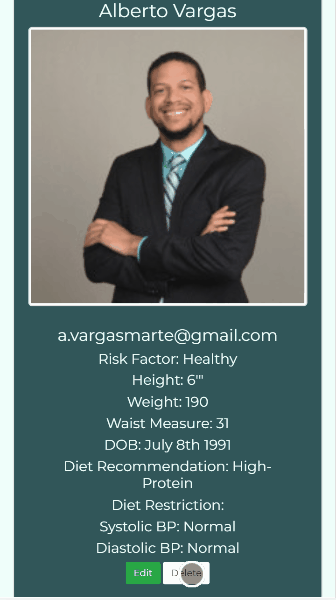 Alberto Vargas
a.vargasmarte@gmail.com
Risk Factor: Healthy
Height: 6'"
Weight: 190
Waist Measure: 31
DOB: July 8th 1991
Diet Recommendation: High-
Protein
Diet Restriction:
Systolic BP: Normal
Diastolic BP: Normal
Edit Delete